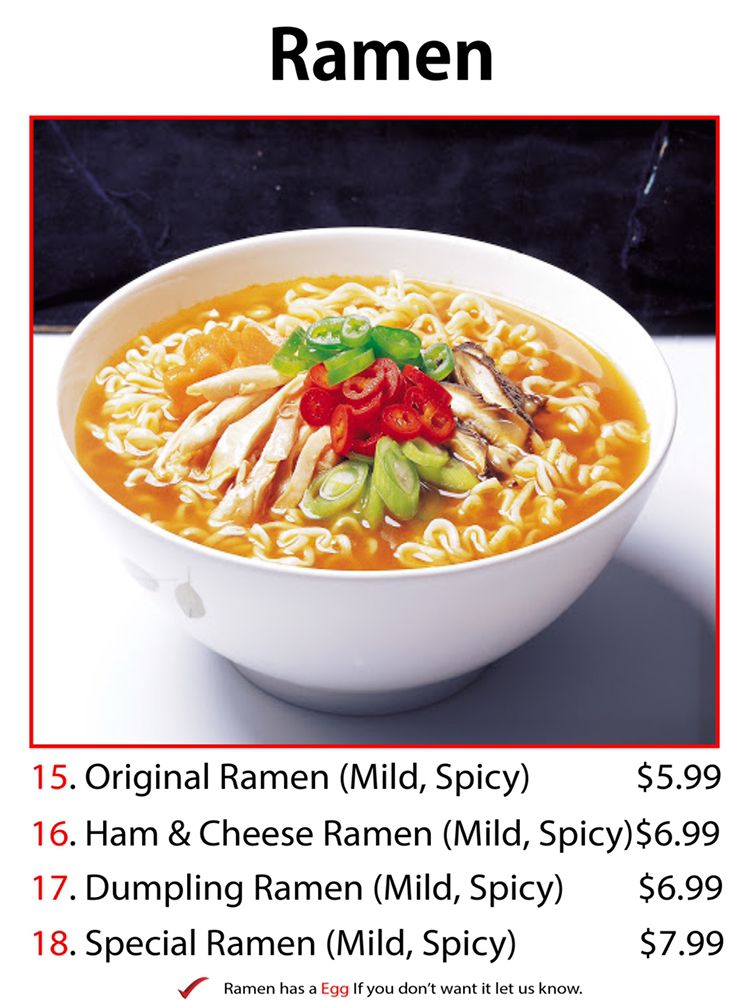 Ramen
15. Original Ramen (Mild, Spicy) $5.99
16. Ham & Cheese Ramen (Mild, Spicy) $6.99
17. Dumpling Ramen (Mild, Spicy) $6.99
18. Special Ramen (Mild, Spicy) $7.99
Ramen has a Egg If you don't want it let us know.